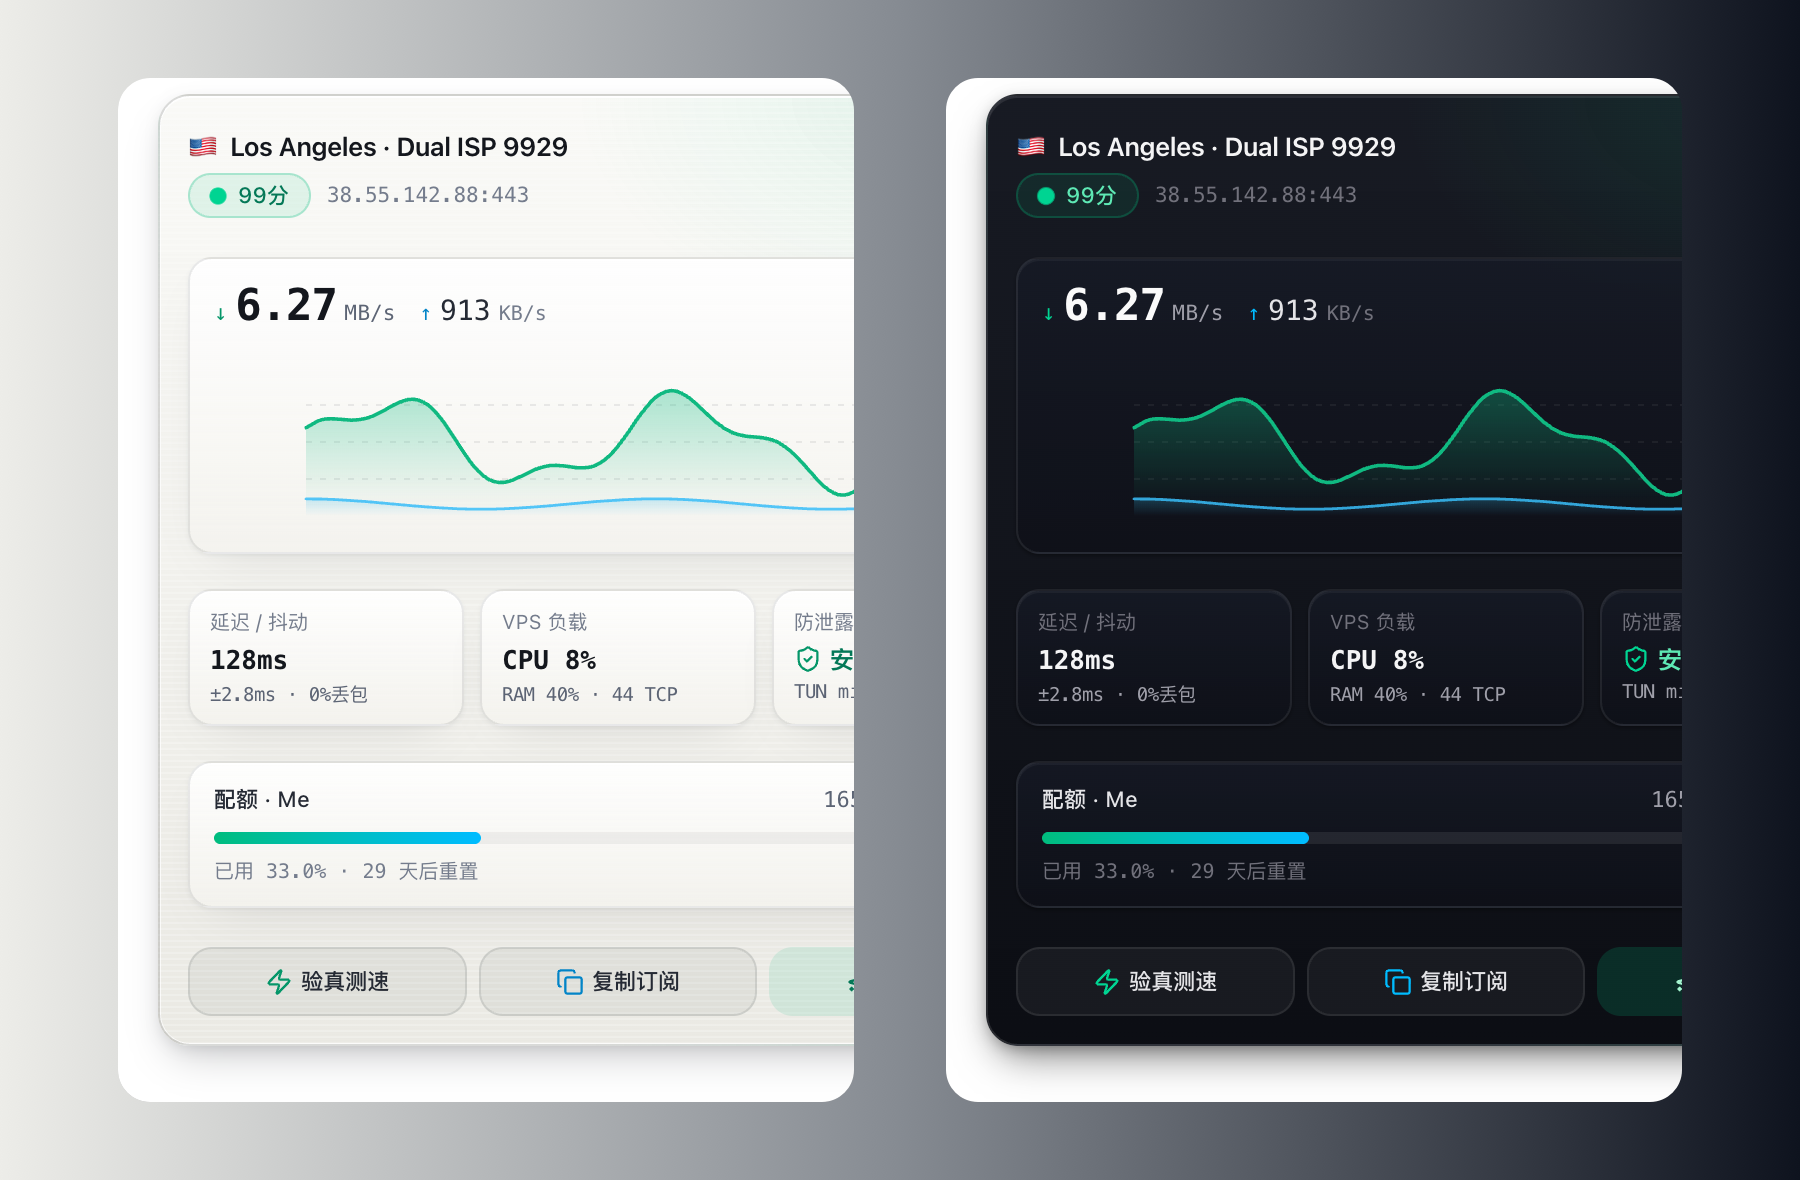 Los Angeles · Dual ISP 9929
99分 38.55.142.88:443
↓ 6.27 MB/s ↑ 913 KB/s
延迟 / 抖动
128ms
±2.8ms · 0%丢包
VPS 负载
CPU 8%
RAM 40% · 44 TCP
防泄露
安
TUN
配额 · Me
165
已用 33.0% · 29 天后重置
验真测速
复制订阅
Los Angeles · Dual ISP 9929
99分 38.55.142.88:443
↓ 6.27 MB/s ↑ 913 KB/s
延迟 / 抖动
128ms
±2.8ms · 0%丢包
VPS 负载
CPU 8%
RAM 40% · 44 TCP
防泄露
安
TUN
配额 · Me
165
已用 33.0% · 29 天后重置
验真测速
复制订阅